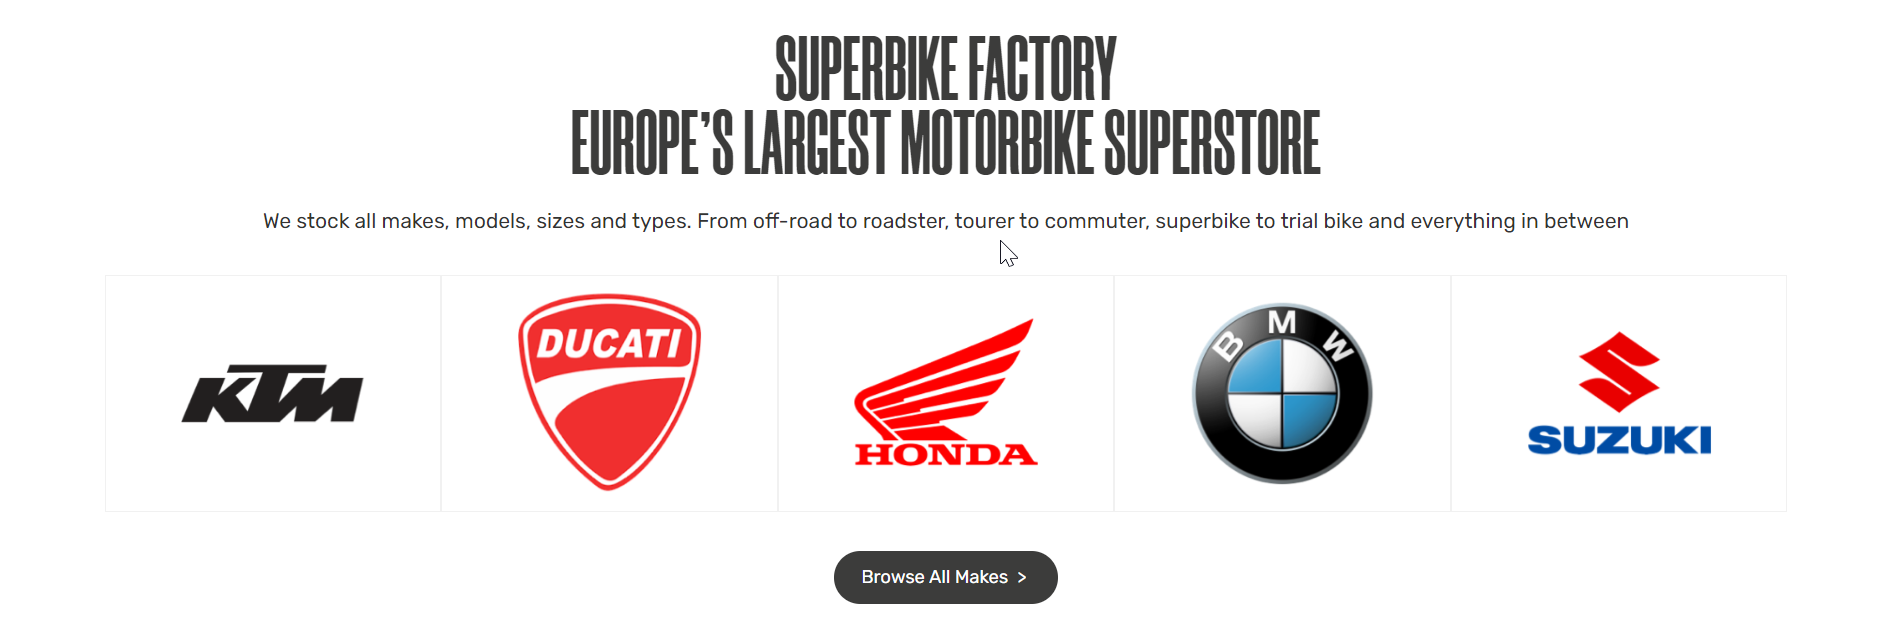 SUPERBIKE FACTORY
EUROPE’S LARGEST MOTORBIKE SUPERSTORE
We stock all makes, models, sizes and types. From off-road to roadster, tourer to commuter, superbike to trial bike and everything in between
KTM
DUCATI
HONDA
BMW
SUZUKI
Browse All Makes >